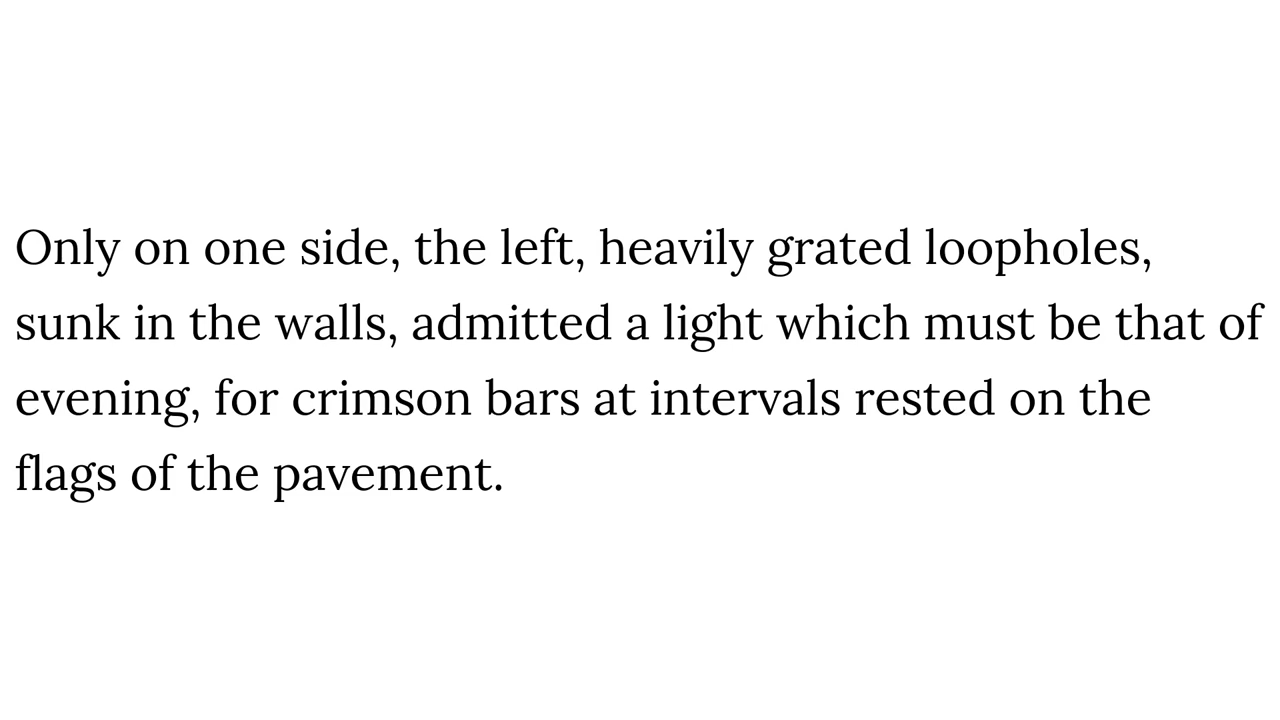 Only on one side, the left, heavily grated loopholes,
sunk in the walls, admitted a light which must be that of
evening, for crimson bars at intervals rested on the
flags of the pavement.